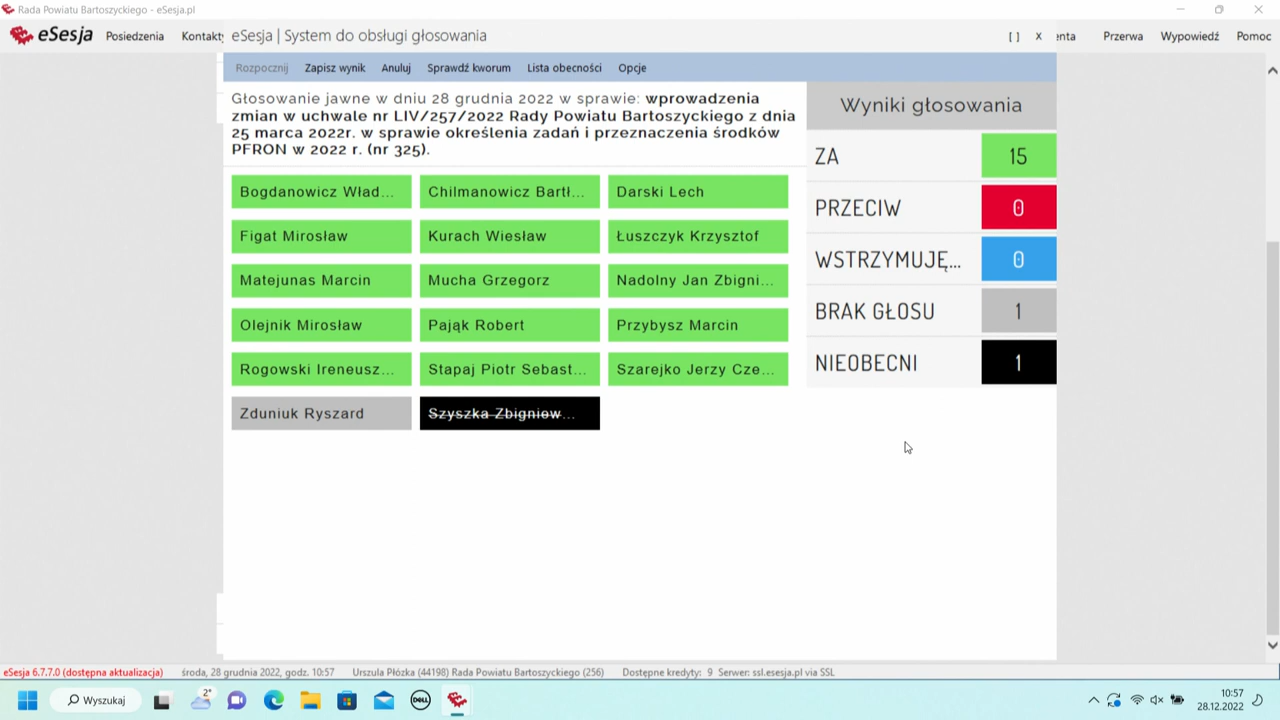 Rada Powiatu Bartoszyckiego - eSesja.pl
eSesja Posiedzenia Kontakt eSesja | System do obsługi głosowania [ ] X enta Przerwa Wypowiedź Pomoc
Rozpocznij Zapisz wynik Anuluj Sprawdź kworum Lista obecności Opcje
Głosowanie jawne w dniu 28 grudnia 2022 w sprawie: wprowadzenia
zmian w uchwale nr LIV/257/2022 Rady Powiatu Bartoszyckiego z dnia
25 marca 2022r. w sprawie określenia zadań i przeznaczenia środków
PFRON w 2022 r. (nr 325).
Bogdanowicz Wład... Chilmanowicz Bartł... Darski Lech
Figat Mirosław Kurach Wiesław Łuszczyk Krzysztof
Matejunas Marcin Mucha Grzegorz Nadolny Jan Zbigni...
Olejnik Mirosław Pająk Robert Przybysz Marcin
Rogowski Ireneusz... Stapaj Piotr Sebast... Szarejko Jerzy Cze...
Zduniuk Ryszard Szyszka Zbigniew...
Wyniki głosowania
ZA 15
PRZECIW 0
WSTRZYMUJĘ... 0
BRAK GŁOSU 1
NIEOBECNI 1
eSesja 6.7.7.0 (dostępna aktualizacja) środa, 28 grudnia 2022, godz. 10:57 Urszula Płózka (44198) Rada Powiatu Bartoszyckiego (256) Dostępne kredyty: 9 Serwer: ssl.esesja.pl via SSL
Wyszukaj 2° DELL 10:57
28.12.2022